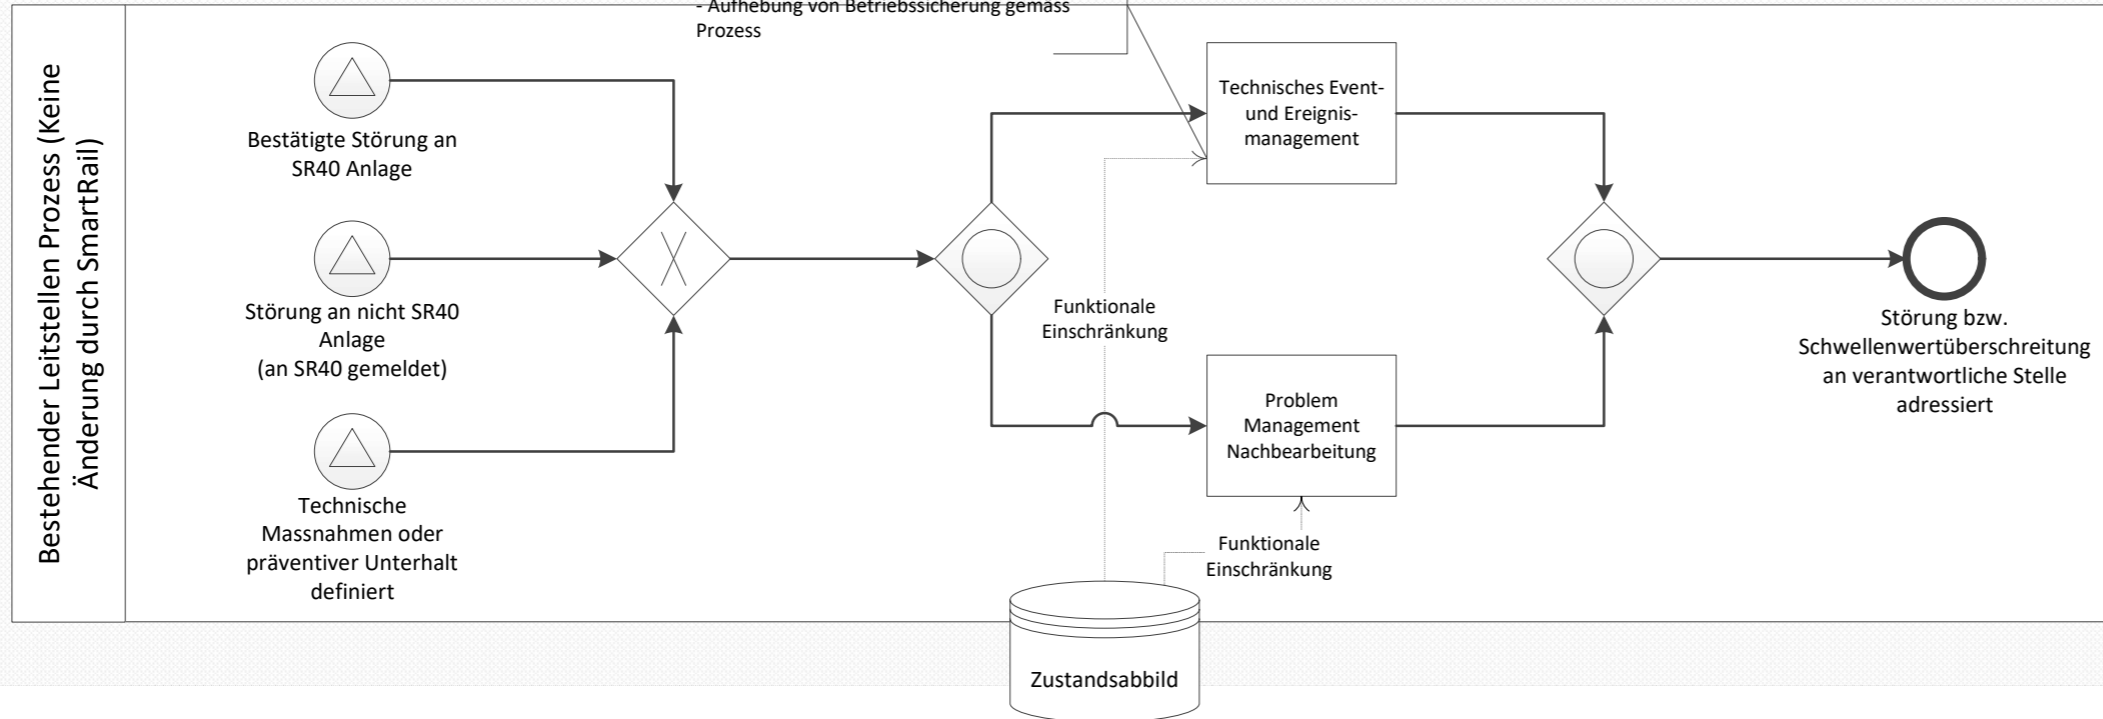 - Aufhebung von Betriebssicherung gemäss
Prozess
Bestehender Leitstellen Prozess (Keine
Änderung durch SmartRail)
Bestätigte Störung an
SR40 Anlage
Störung an nicht SR40
Anlage
(an SR40 gemeldet)
Technische
Massnahmen oder
präventiver Unterhalt
definiert
Technisches Event-
und Ereignis-
management
Funktionale
Einschränkung
Problem
Management
Nachbearbeitung
Funktionale
Einschränkung
Störung bzw.
Schwellenwertüberschreitung
an verantwortliche Stelle
adressiert
Zustandsabbild